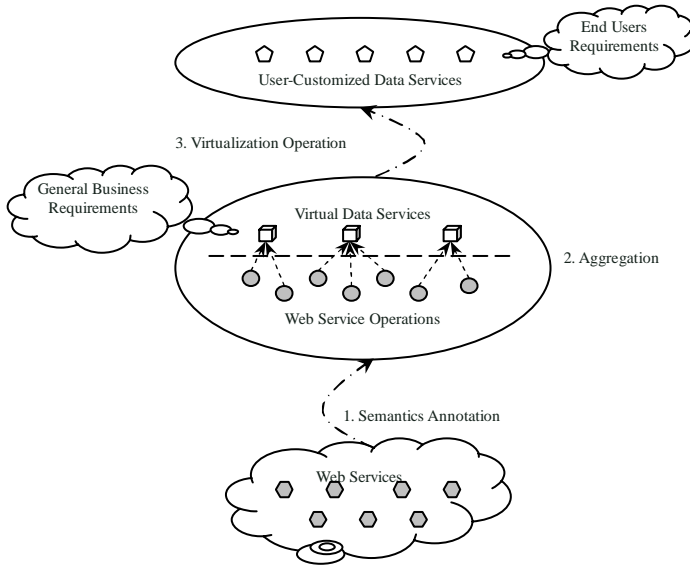 End Users
Requirements
User-Customized Data Services
3. Virtualization Operation
General Business
Requirements
Virtual Data Services
2. Aggregation
Web Service Operations
1. Semantics Annotation
Web Services